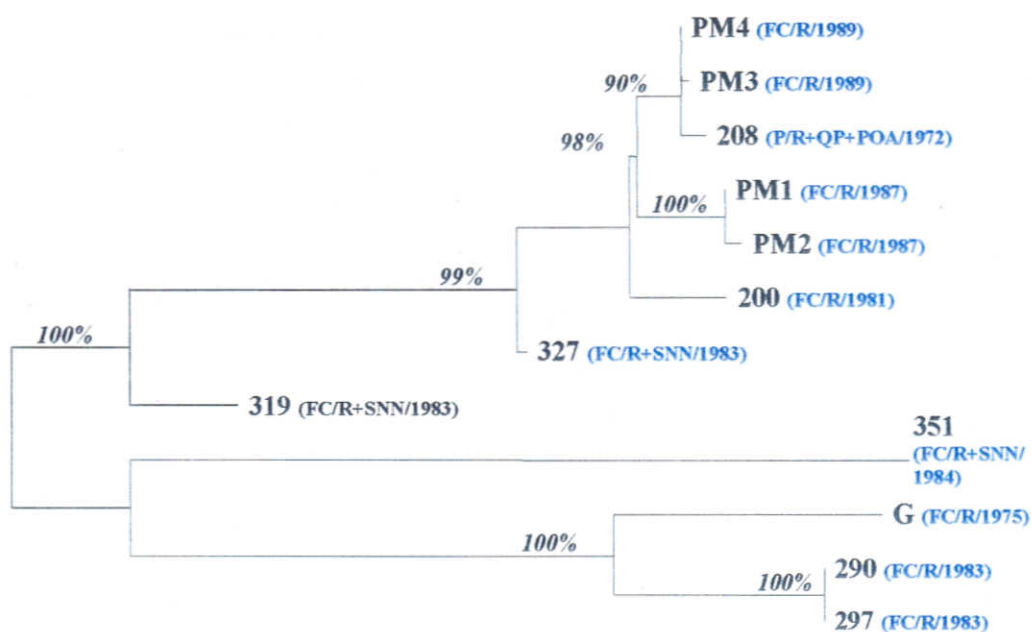 PM4 (FC/R/1989)
90% PM3 (FC/R/1989)
98% 208 (P/R+QP+POA/1972)
100% PM1 (FC/R/1987)
PM2 (FC/R/1987)
99% 200 (FC/R/1981)
100% 327 (FC/R+SNN/1983)
319 (FC/R+SNN/1983)
351
(FC/R+SNN/
1984)
G (FC/R/1975)
100%
100% 290 (FC/R/1983)
297 (FC/R/1983)